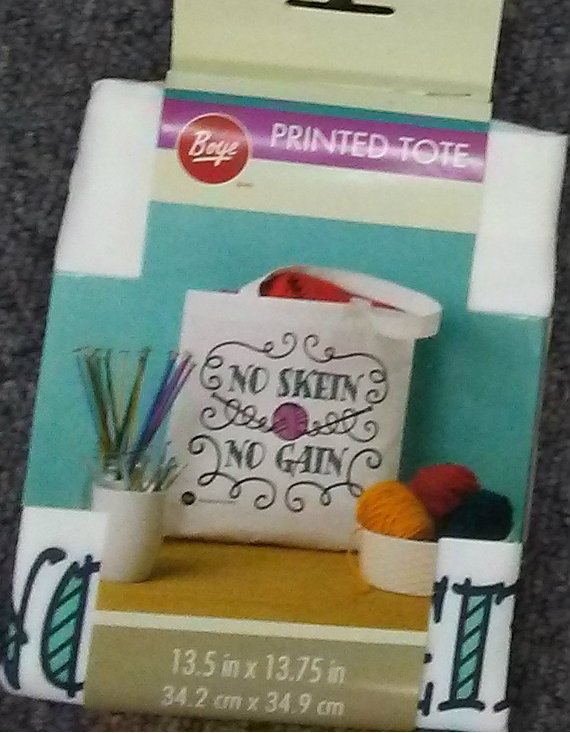 Boye
PRINTED TOTE
NO SKEIN
NO GAIN
13.5 in x 13.75 in
34.2 cm x 34.9 cm